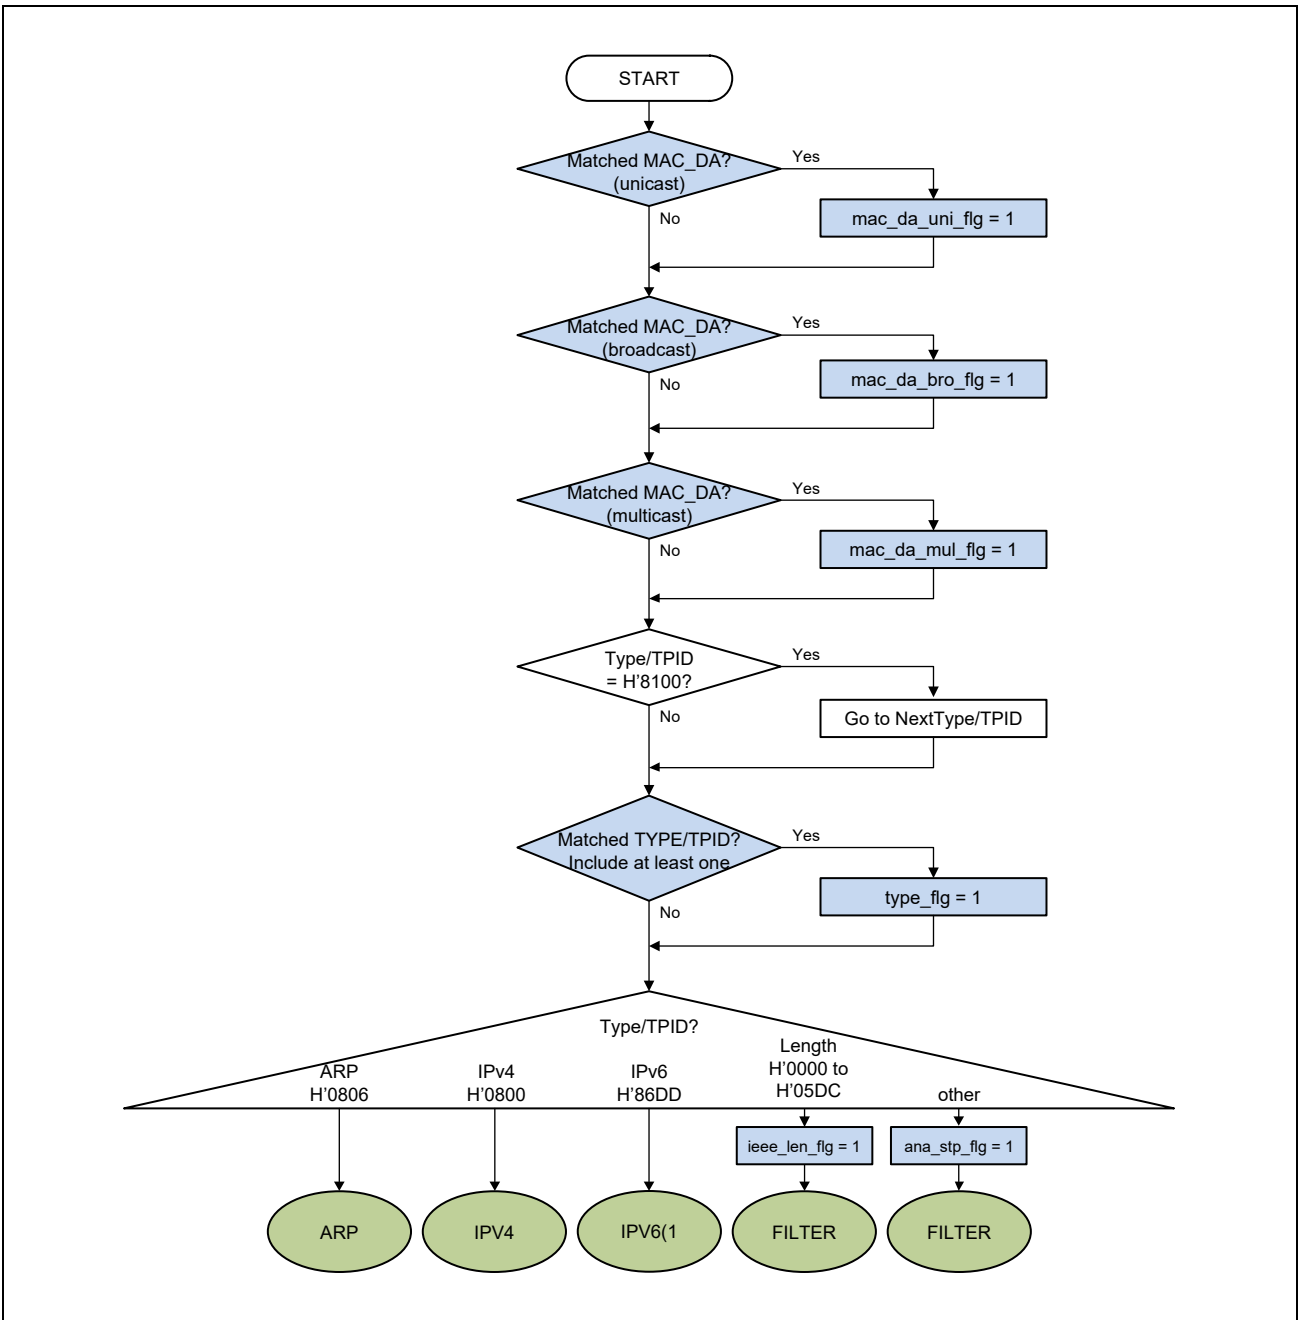 START
Matched MAC_DA?
(unicast)
Yes
No
mac_da_uni_flg = 1
Matched MAC_DA?
(broadcast)
Yes
No
mac_da_bro_flg = 1
Matched MAC_DA?
(multicast)
Yes
No
mac_da_mul_flg = 1
Type/TPID
= H’8100?
Yes
No
Go to NextType/TPID
Matched TYPE/TPID?
Include at least one
Yes
No
type_flg = 1
Type/TPID?
ARP
H’0806
IPv4
H’0800
IPv6
H’86DD
Length
H’0000 to
H’05DC
other
ieee_len_flg = 1
ana_stp_flg = 1
ARP
IPV4
IPV6(1
FILTER
FILTER